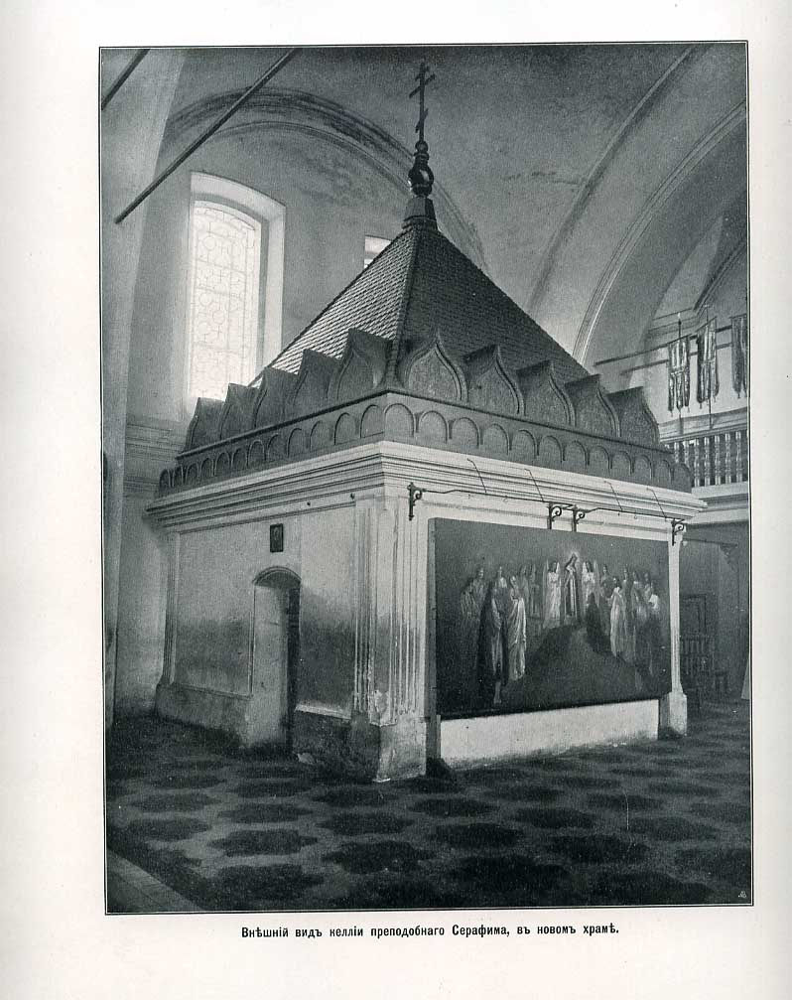 Внѣшній видъ келліи преподобнаго Серафима, въ новомъ храмѣ.